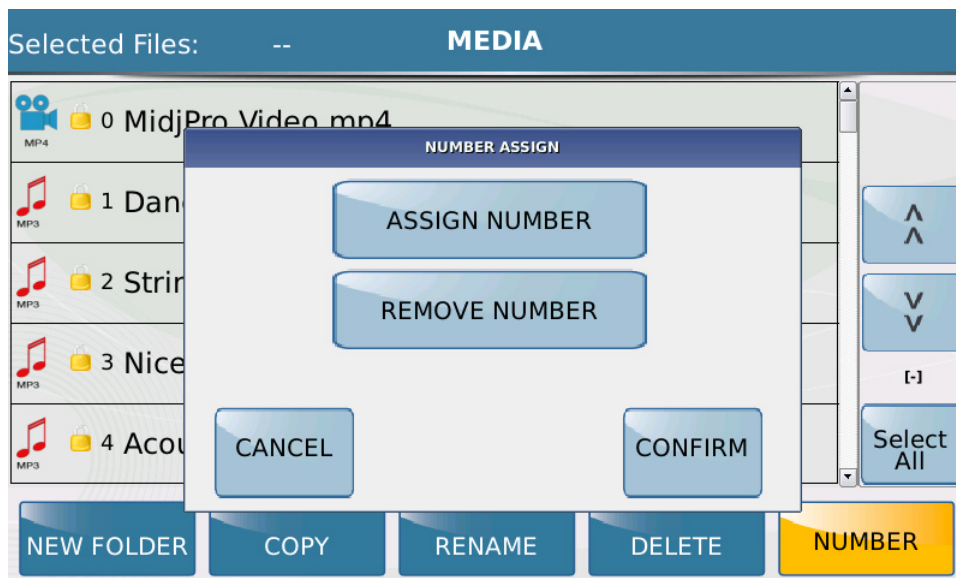 Selected Files: -- MEDIA
MP4 0 MidjPro Video.mp4
NUMBER ASSIGN
MP3 1 Dan
ASSIGN NUMBER
^
^
MP3 2 Strin
REMOVE NUMBER
v
v
MP3 3 Nice
[-]
MP3 4 Acou
CANCEL
CONFIRM
Select
All
NEW FOLDER COPY RENAME DELETE NUMBER